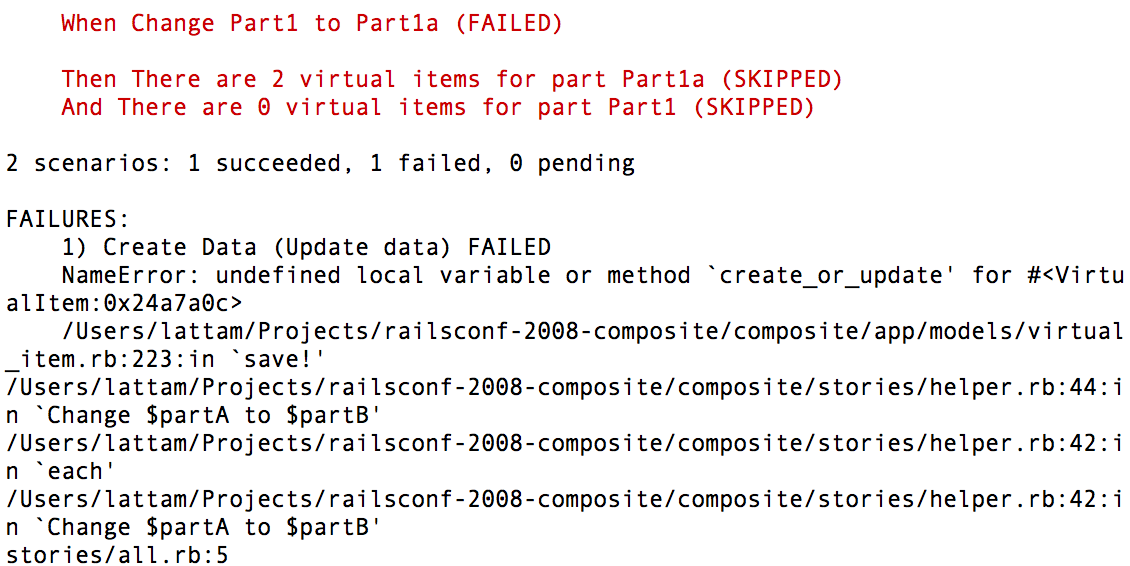 When Change Part1 to Part1a (FAILED)
Then There are 2 virtual items for part Part1a (SKIPPED)
And There are 0 virtual items for part Part1 (SKIPPED)
2 scenarios: 1 succeeded, 1 failed, 0 pending
FAILURES:
1) Create Data (Update data) FAILED
NameError: undefined local variable or method `create_or_update' for #<Virtu
alItem:0x24a7a0c>
/Users/lattam/Projects/railsconf-2008-composite/composite/app/models/virtual
_item.rb:223:in `save!'
/Users/lattam/Projects/railsconf-2008-composite/composite/stories/helper.rb:44:i
n `Change $partA to $partB'
/Users/lattam/Projects/railsconf-2008-composite/composite/stories/helper.rb:42:i
n `each'
/Users/lattam/Projects/railsconf-2008-composite/composite/stories/helper.rb:42:i
n `Change $partA to $partB'
stories/all.rb:5